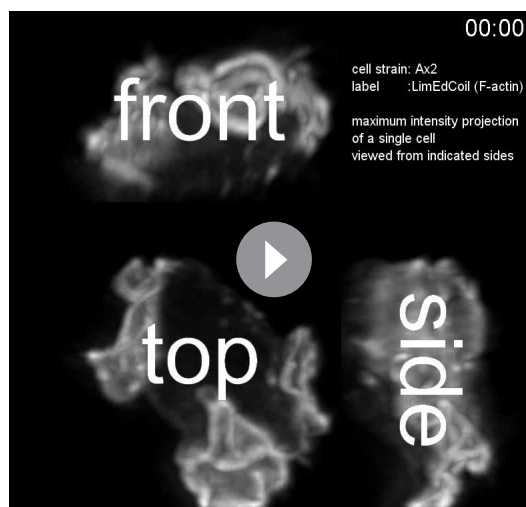 00:00
front
cell strain: Ax2
label :LimEdCoil (F-actin)
maximum intensity projection
of a single cell
viewed from indicated sides
top
side